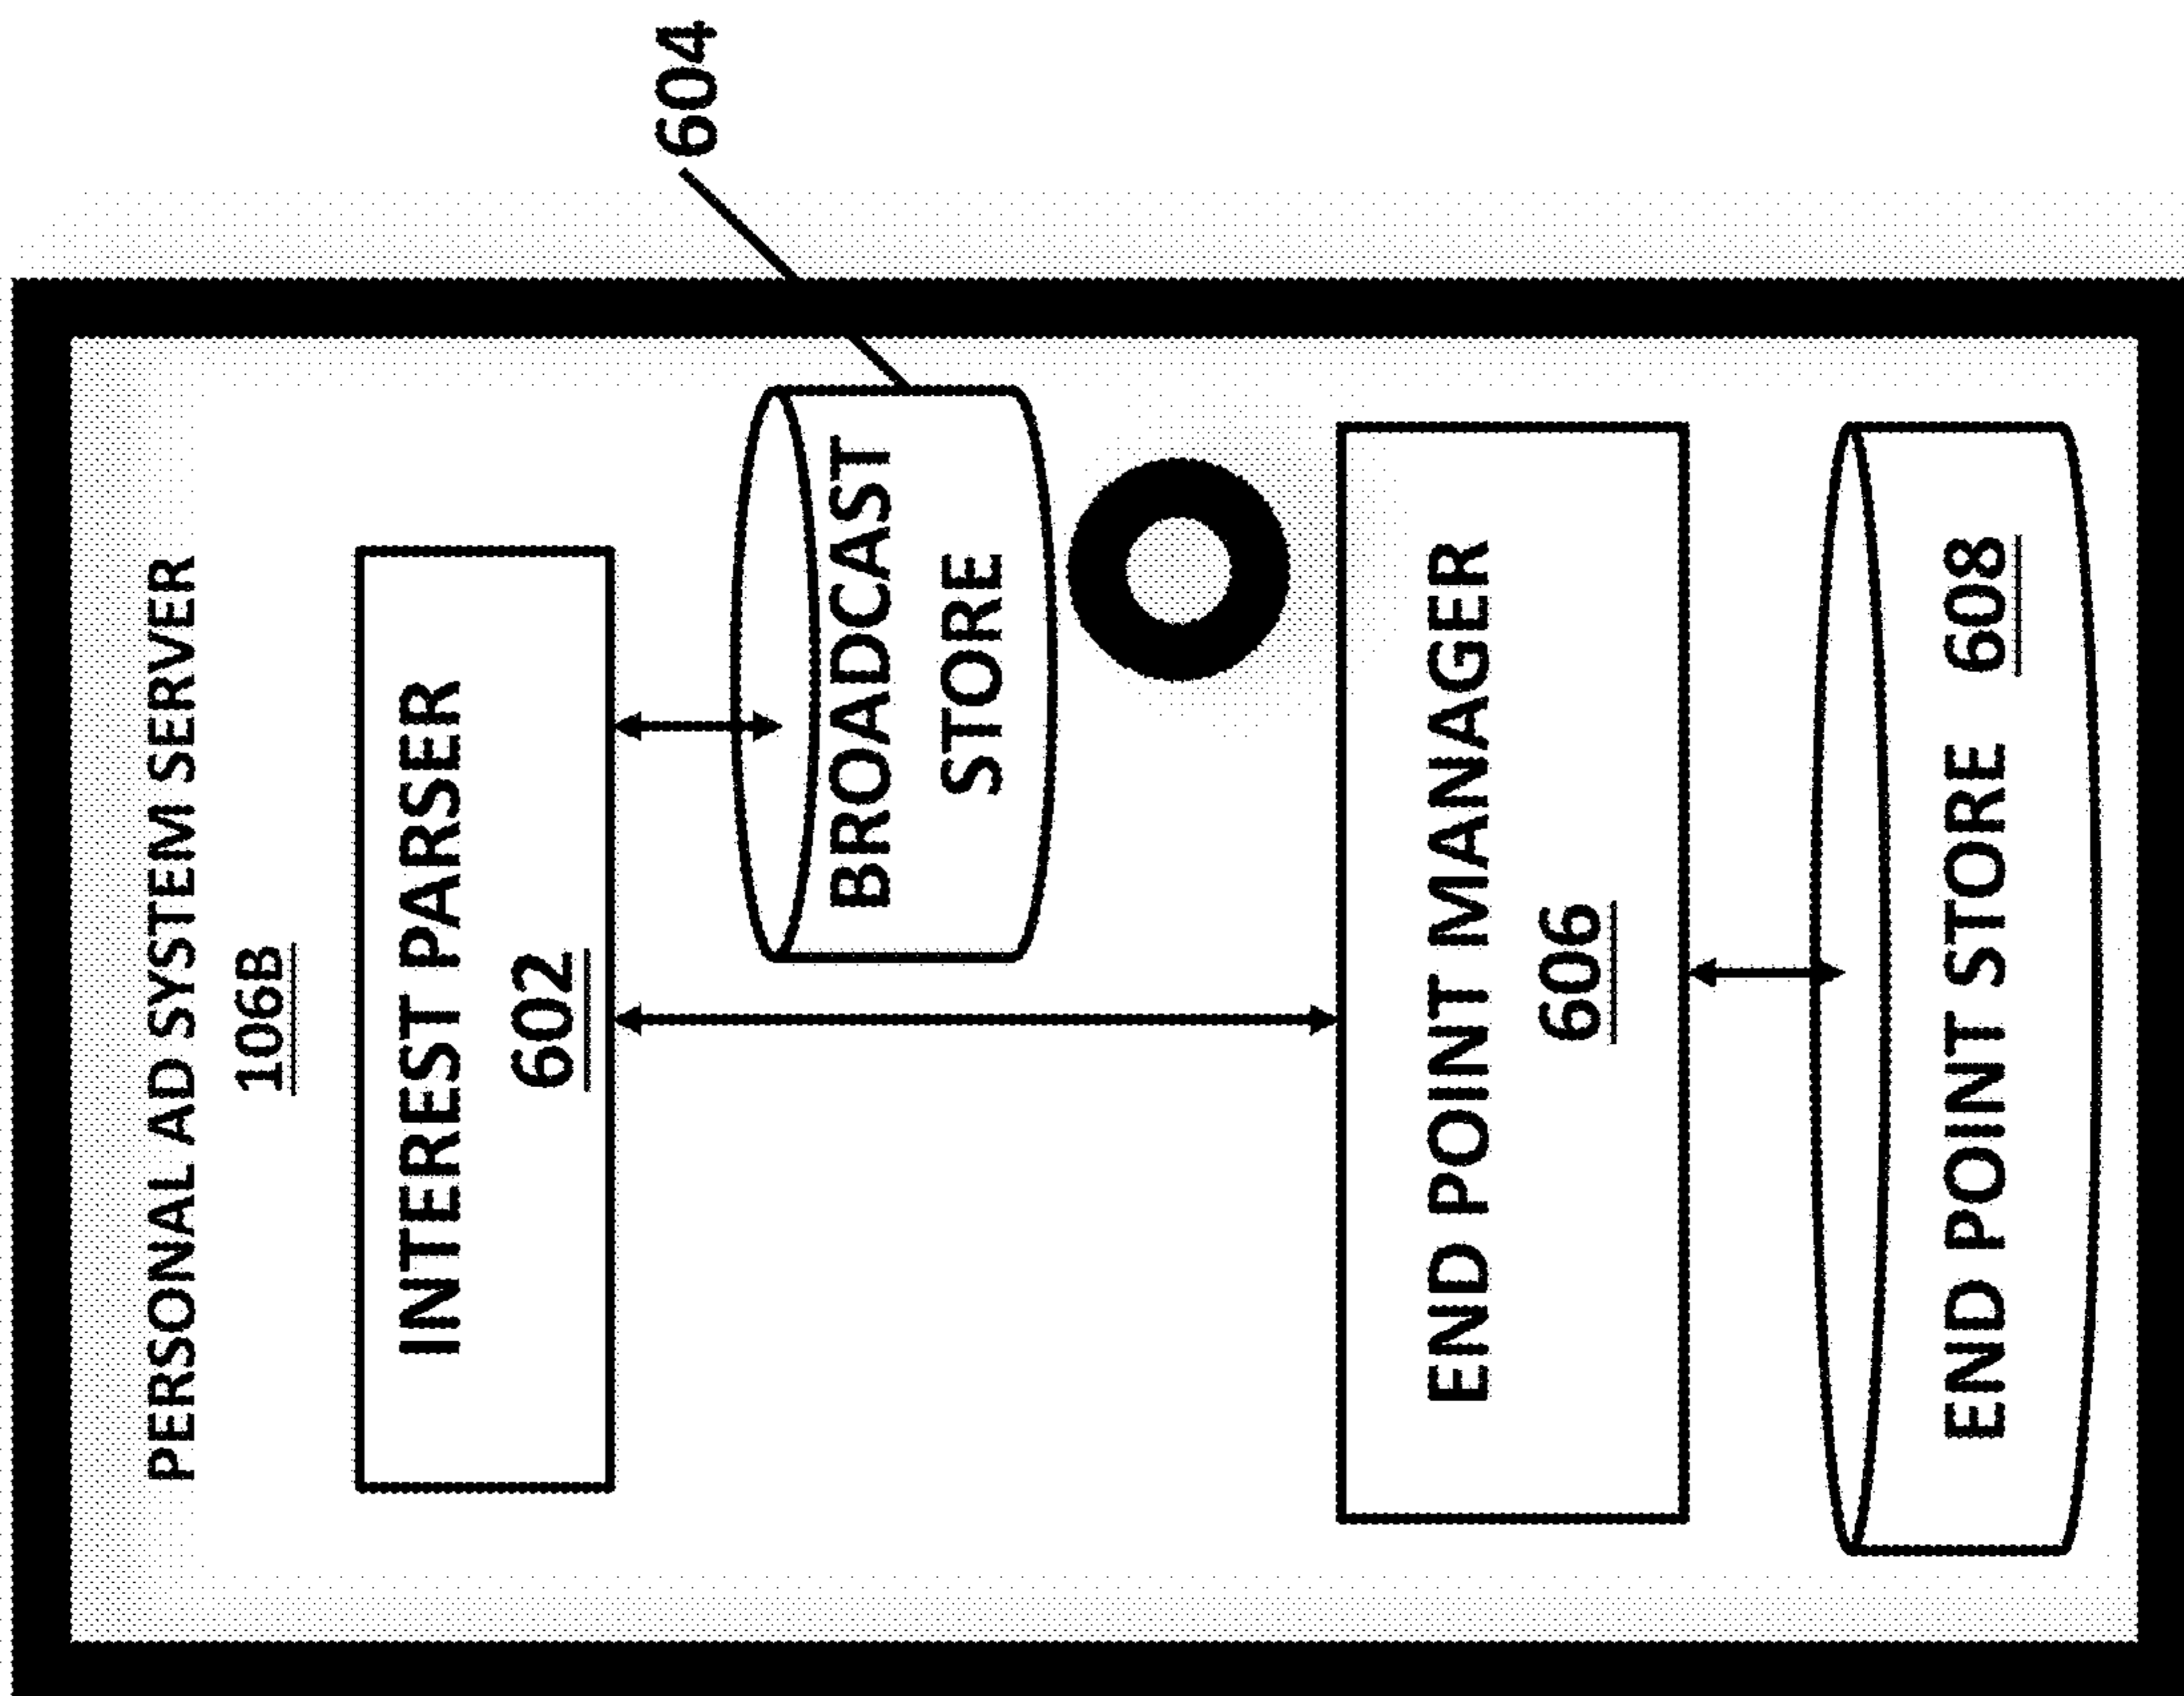 PERSONAL AD SYSTEM SERVER
106B
INTEREST PARSER
602
604
BROADCAST
STORE
END POINT MANAGER
606
END POINT STORE 608